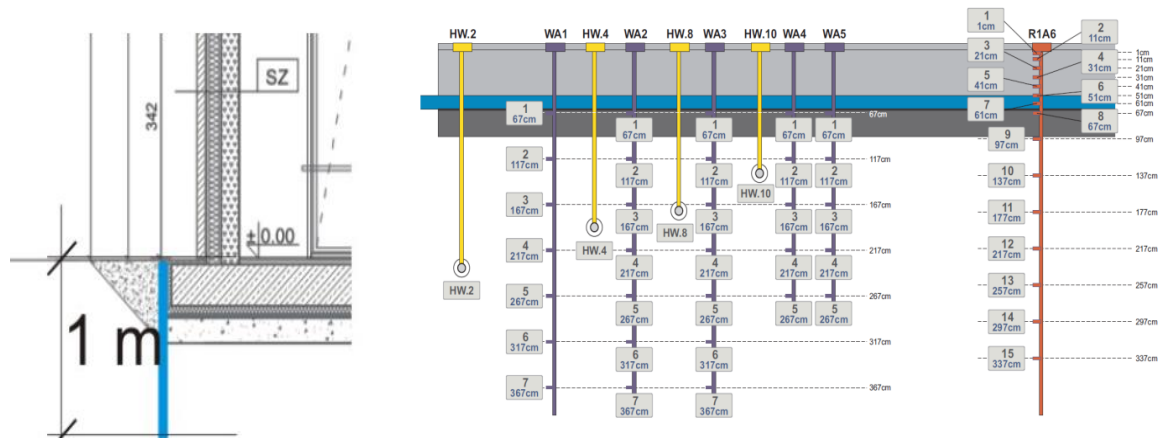 342
SZ
± 0.00
1 m
HW.2
WA1
HW.4
WA2
HW.8
WA3
HW.10
WA4
WA5
R1A6
1
67cm
2
117cm
3
167cm
4
217cm
5
267cm
6
317cm
7
367cm
HW.2
HW.4
1
67cm
2
117cm
3
167cm
4
217cm
5
267cm
6
317cm
7
367cm
HW.8
1
67cm
2
117cm
3
167cm
4
217cm
5
267cm
6
317cm
7
367cm
HW.10
1
67cm
2
117cm
3
167cm
4
217cm
5
267cm
1
67cm
2
117cm
3
167cm
4
217cm
5
267cm
67cm
117cm
167cm
217cm
267cm
317cm
367cm
1
1cm
2
11cm
3
21cm
4
31cm
5
41cm
6
51cm
7
61cm
8
67cm
9
97cm
10
137cm
11
177cm
12
217cm
13
257cm
14
297cm
15
337cm
1cm
11cm
21cm
31cm
41cm
51cm
61cm
67cm
97cm
137cm
177cm
217cm
257cm
297cm
337cm